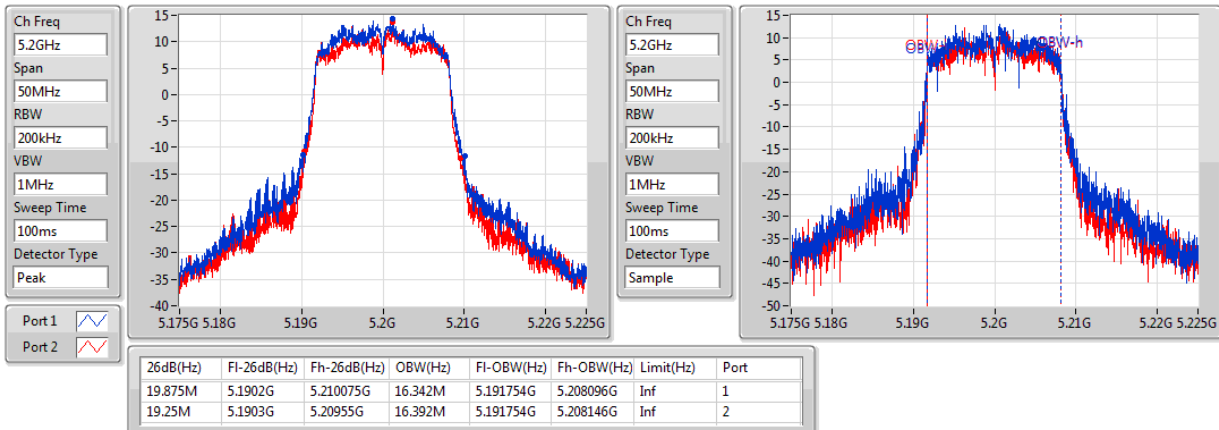 Ch Freq
5.2GHz
Span
50MHz
RBW
200kHz
VBW
1MHz
Sweep Time
100ms
Detector Type
Peak
Port 1
Port 2
15
10
5
0
-5
-10
-15
-20
-25
-30
-35
-40
5.175G 5.18G 5.19G 5.2G 5.21G 5.22G 5.225G
Ch Freq
5.2GHz
Span
50MHz
RBW
200kHz
VBW
1MHz
Sweep Time
100ms
Detector Type
Sample
15
10
5
0
-5
-10
-15
-20
-25
-30
-35
-40
-45
-50
OBW-h
5.175G 5.18G 5.19G 5.2G 5.21G 5.22G 5.225G
26dB(Hz) Fl-26dB(Hz) Fh-26dB(Hz) OBW(Hz) Fl-OBW(Hz) Fh-OBW(Hz) Limit(Hz) Port
19.875M 5.1902G 5.210075G 16.342M 5.191754G 5.208096G Inf 1
19.25M 5.1903G 5.20955G 16.392M 5.191754G 5.208146G Inf 2